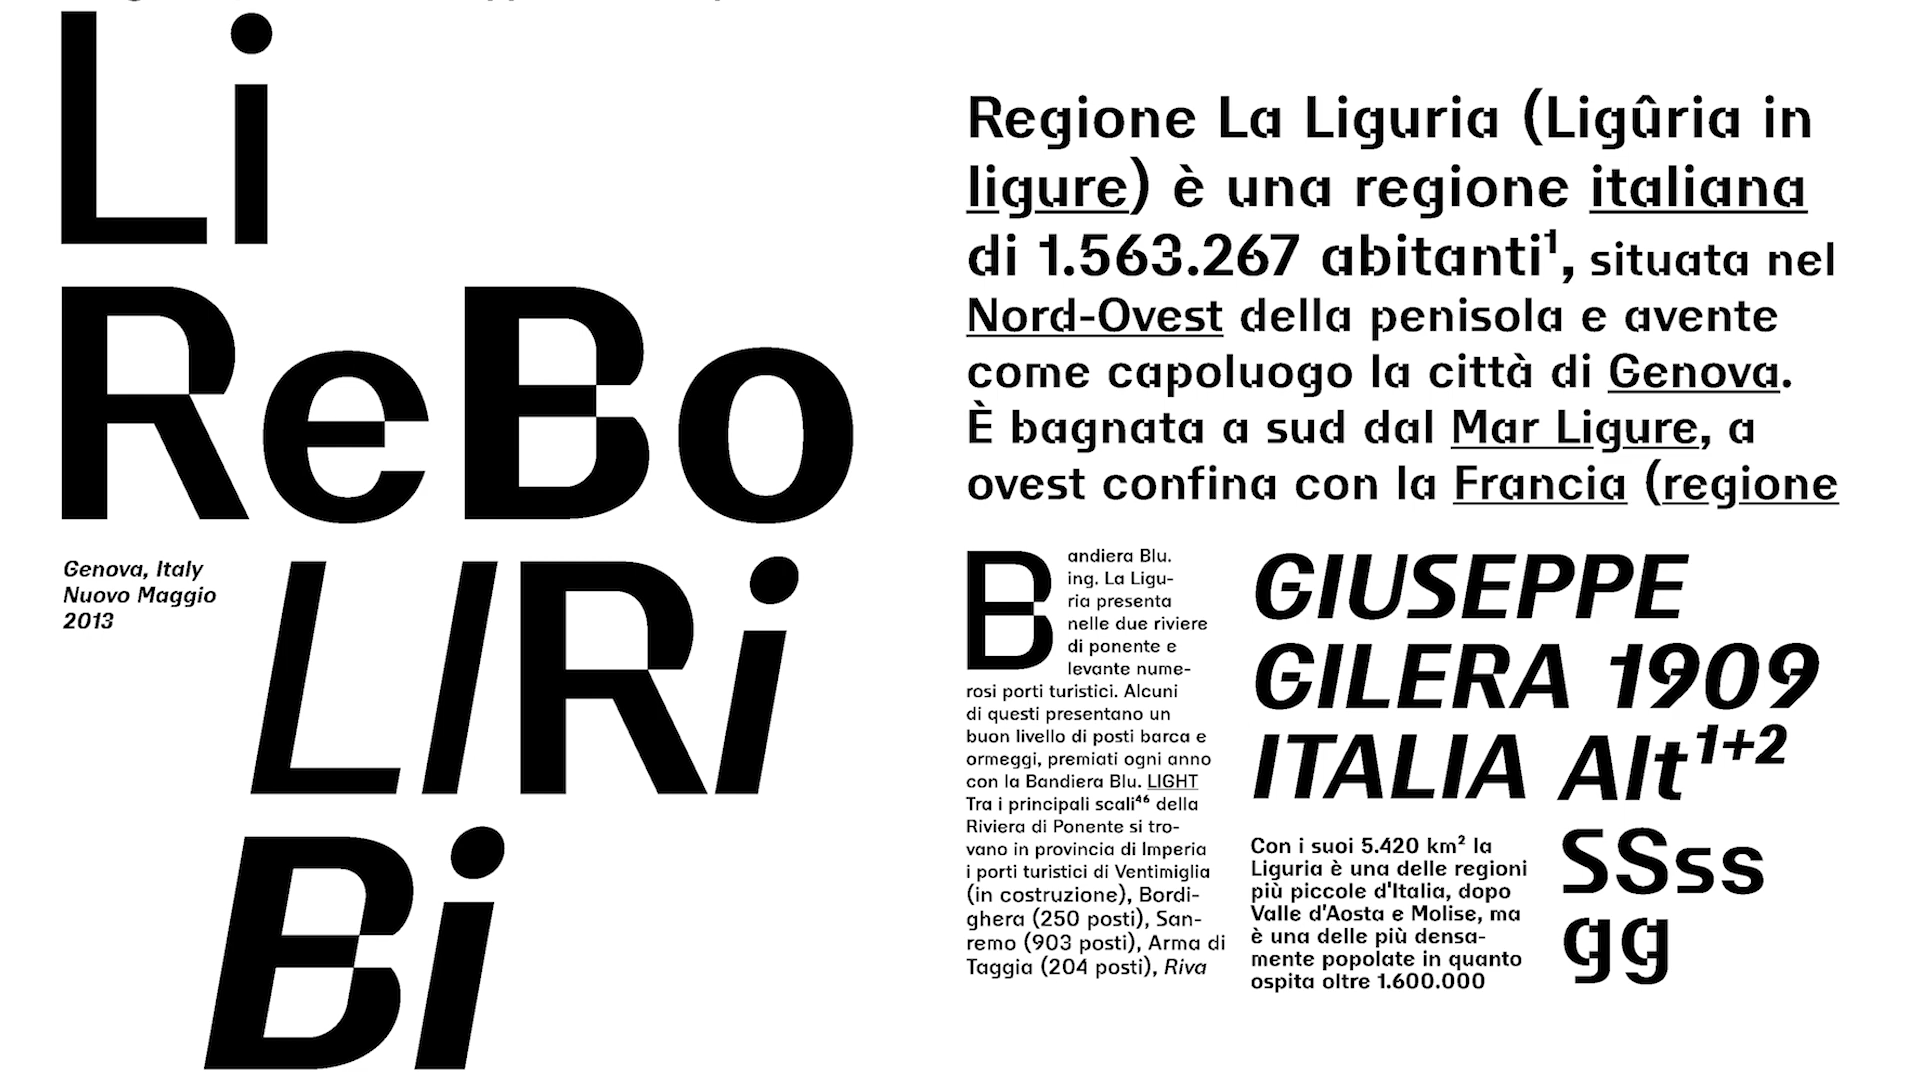 Li
ReBo
Genova, Italy
Nuovo Maggio
2013
LIRi
Bi
Regione La Liguria (Ligûria in
ligure) è una regione italiana
di 1.563.267 abitanti¹, situata nel
Nord-Ovest della penisola e avente
come capoluogo la città di Genova.
È bagnata a sud dal Mar Ligure, a
ovest confina con la Francia (regione
Bandiera Blu.
ing. La Ligu-
ria presenta
nelle due riviere
di ponente e
levante nume-
rosi porti turistici. Alcuni
di questi presentano un
buon livello di posti barca e
ormeggi, premiati ogni anno
con la Bandiera Blu. LIGHT
Tra i principali scali⁴⁶ della
Riviera di Ponente si tro-
vano in provincia di Imperia
i porti turistici di Ventimiglia
(in costruzione), Bordi-
ghera (250 posti), San-
remo (903 posti), Arma di
Taggia (204 posti), Riva
GIUSEPPE
GILERA 1909
ITALIA Alt¹⁺²
Con i suoi 5.420 km² la
Liguria è una delle regioni
più piccole d'Italia, dopo
Valle d'Aosta e Molise, ma
è una delle più densa-
mente popolate in quanto
ospita oltre 1.600.000
SSss
gg